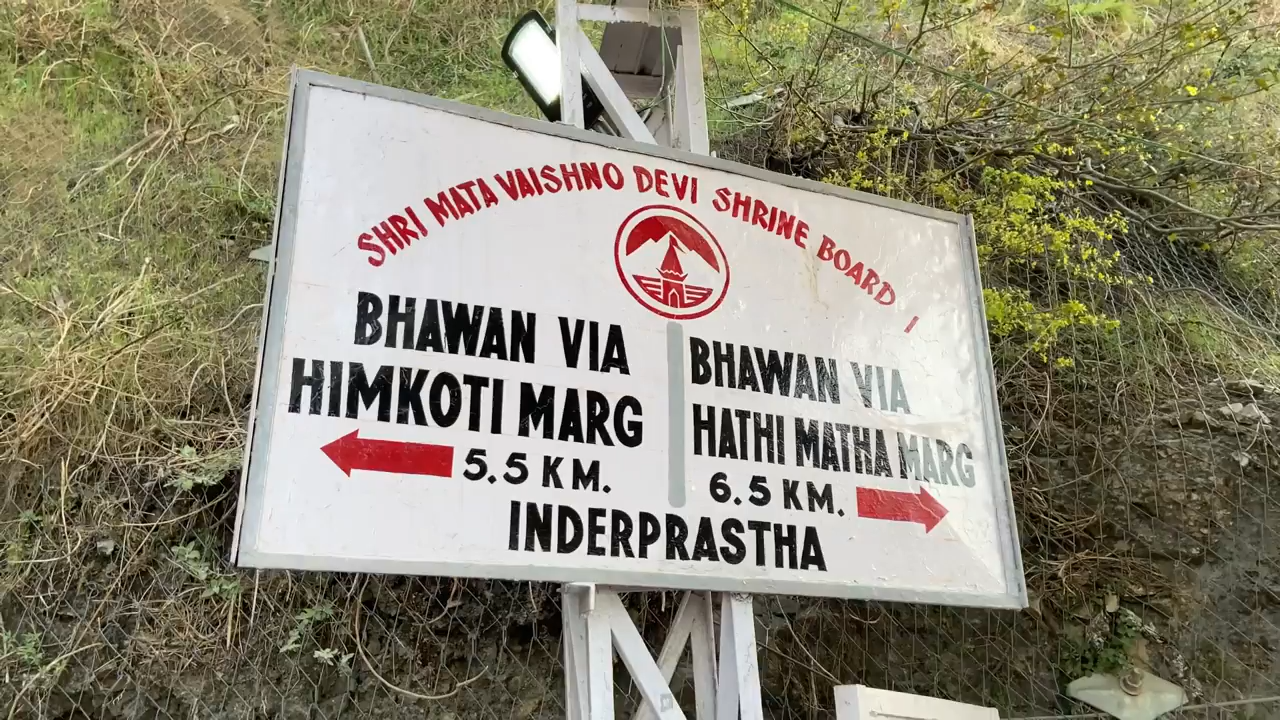 SHRI MATA VAISHNO DEVI SHRINE BOARD
BHAWAN VIA
HIMKOTI MARG
5.5 KM.
BHAWAN VIA
HATHI MATHA MARG
6.5 KM.
INDERPRASTHA